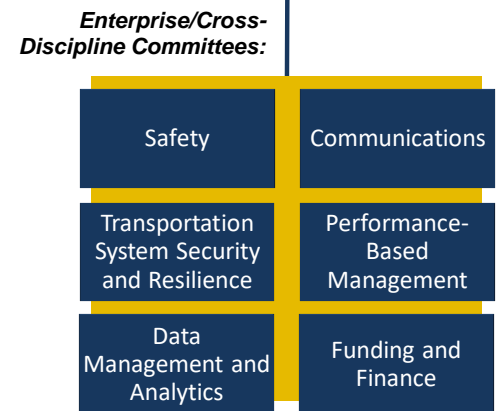 Enterprise/Cross-
Discipline Committees:
Safety
Communications
Transportation
System Security
and Resilience
Performance-
Based
Management
Data
Management and
Analytics
Funding and
Finance